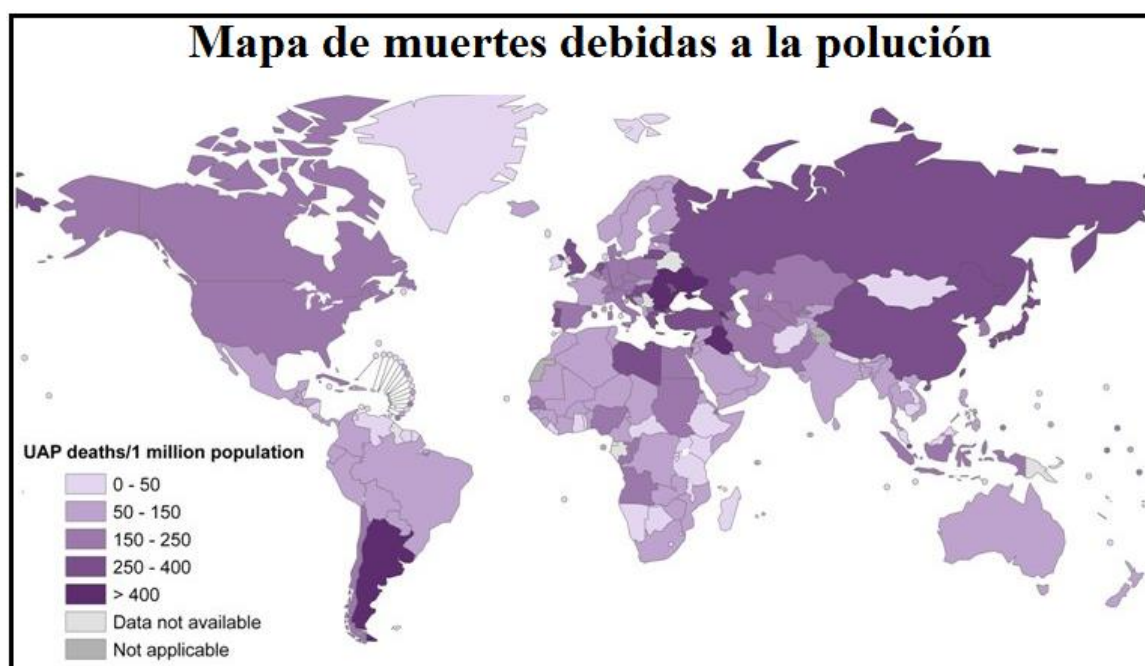 Mapa de muertes debidas a la polución
UAP deaths/1 million population
0 - 50
50 - 150
150 - 250
250 - 400
> 400
Data not available
Not applicable